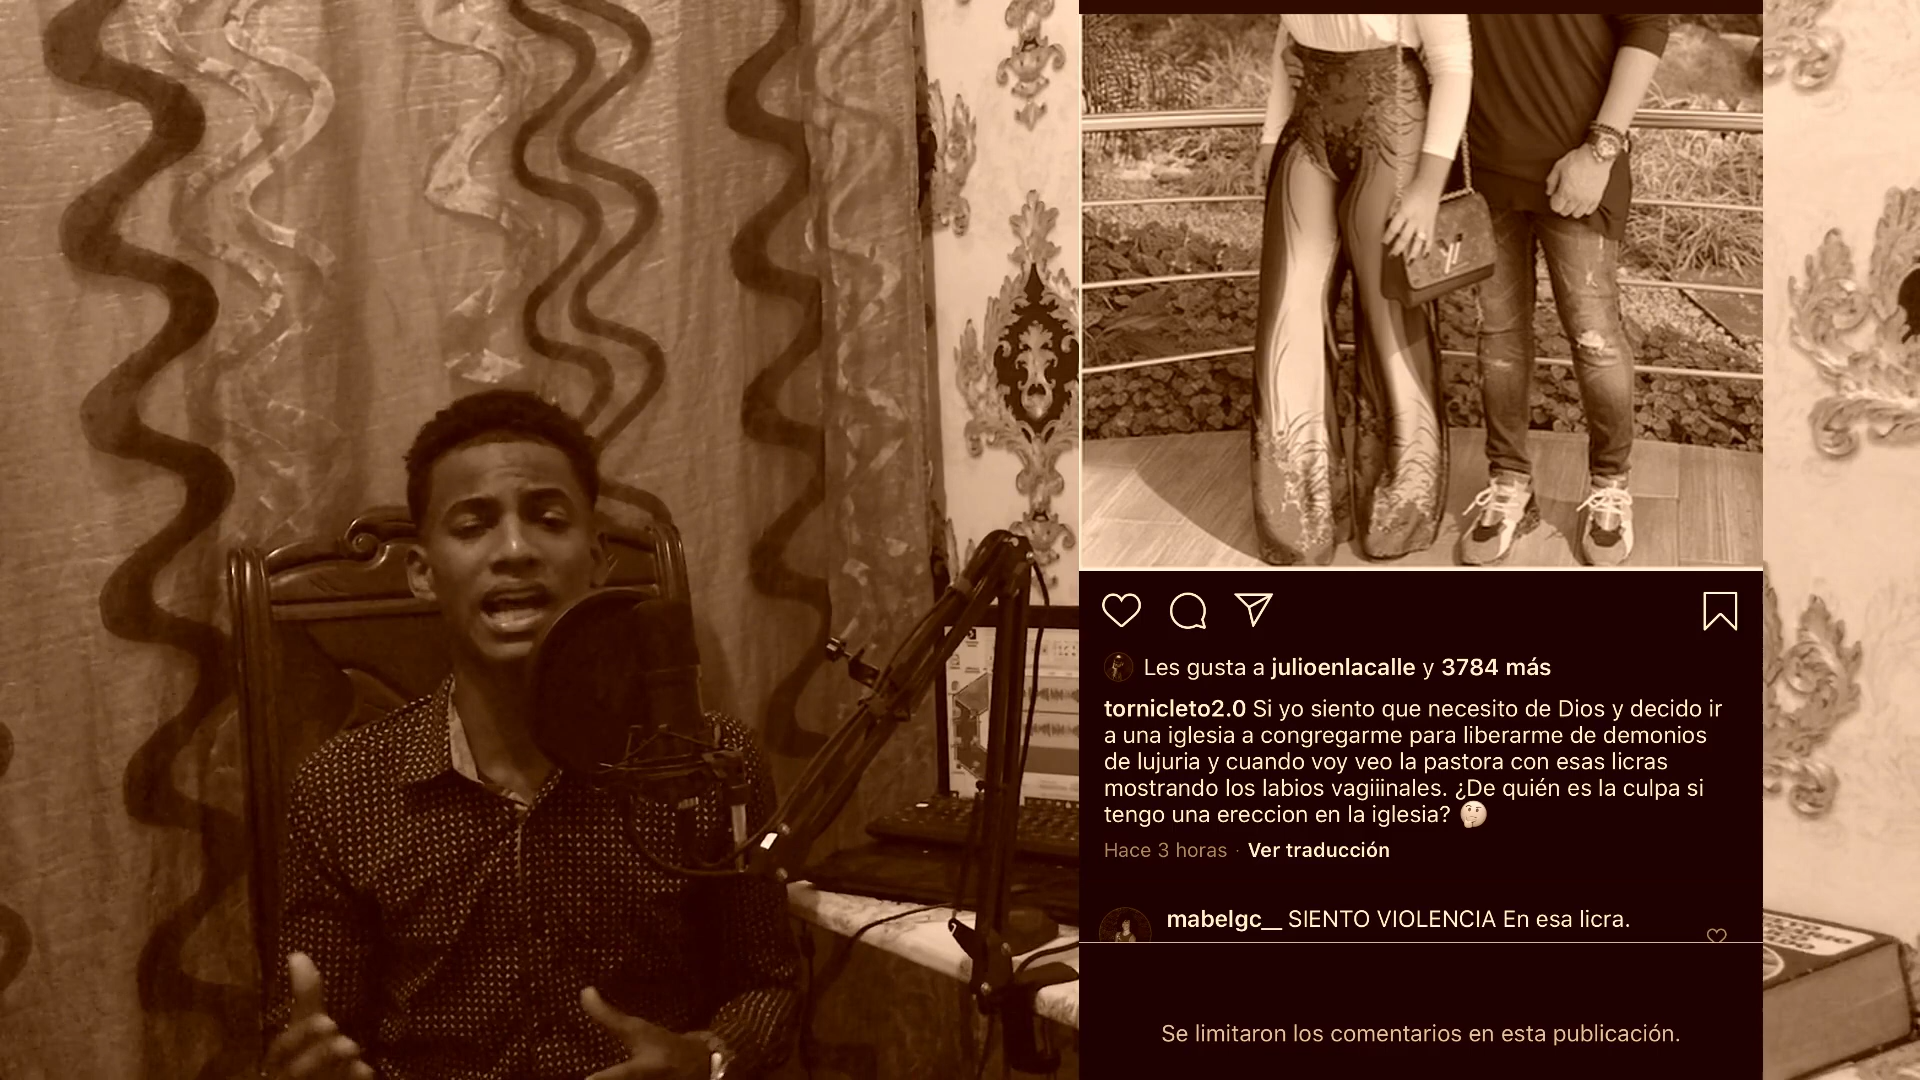 Les gusta a julioenlacalle y 3784 más
tornicleto2.0 Si yo siento que necesito de Dios y decido ir
a una iglesia a congregarme para liberarme de demonios
de lujuria y cuando voy veo la pastora con esas licras
mostrando los labios vagiiinales. ¿De quién es la culpa si
tengo una ereccion en la iglesia? 🤔
Hace 3 horas · Ver traducción
mabelgc__ SIENTO VIOLENCIA En esa licra.
Se limitaron los comentarios en esta publicación.